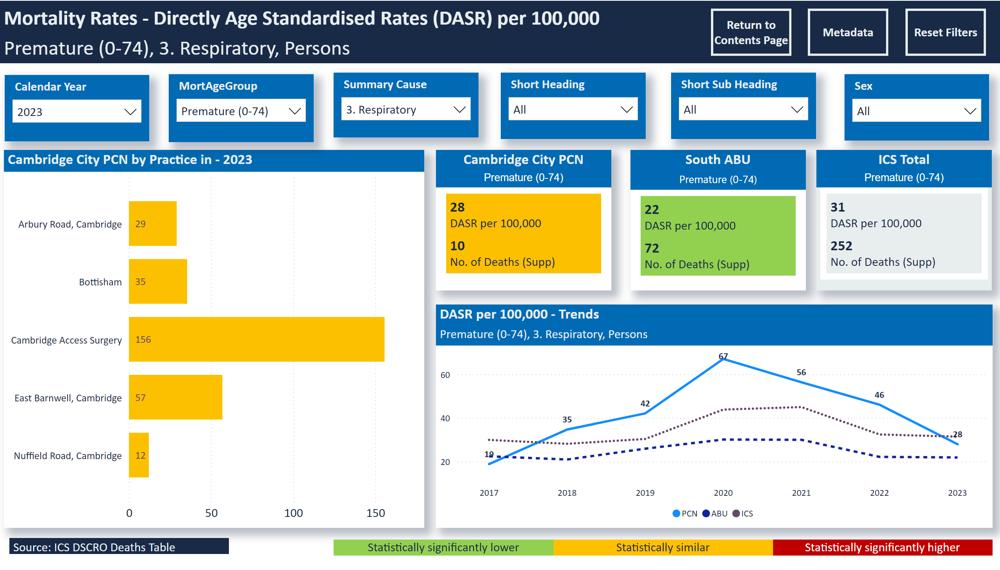 Mortality Rates - Directly Age Standardised Rates (DASR) per 100,000
Premature (0-74), 3. Respiratory, Persons
Return to
Contents Page
Metadata
Reset Filters
Calendar Year
2023
MortAgeGroup
Premature (0-74)
Summary Cause
3. Respiratory
Short Heading
All
Short Sub Heading
All
Sex
All
Cambridge City PCN by Practice in - 2023
Arbury Road, Cambridge
29
Bottisham
35
Cambridge Access Surgery
156
East Barnwell, Cambridge
57
Nuffield Road, Cambridge
12
0 50 100 150
Cambridge City PCN
Premature (0-74)
28
DASR per 100,000
10
No. of Deaths (Supp)
South ABU
Premature (0-74)
22
DASR per 100,000
72
No. of Deaths (Supp)
ICS Total
Premature (0-74)
31
DASR per 100,000
252
No. of Deaths (Supp)
DASR per 100,000 - Trends
Premature (0-74), 3. Respiratory, Persons
60
40
20
19
35
42
67
56
46
28
2017 2018 2019 2020 2021 2022 2023
PCN ABU ICS
Source: ICS DSCRO Deaths Table
Statistically significantly lower
Statistically similar
Statistically significantly higher